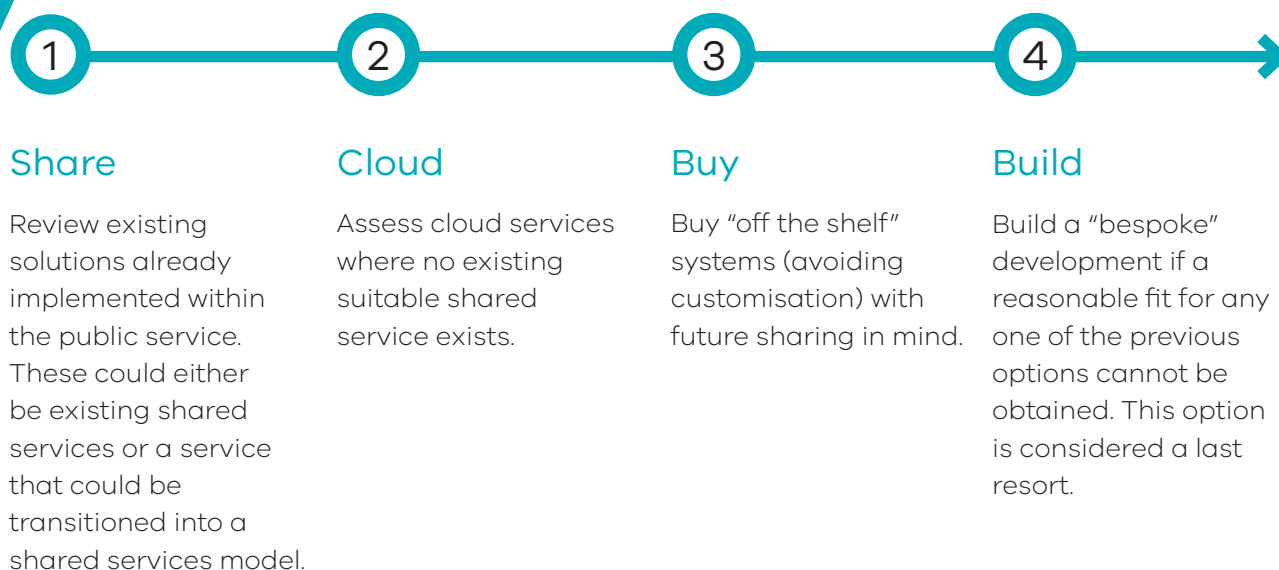 1
2
3
4
Share
Review existing
solutions already
implemented within
the public service.
These could either
be existing shared
services or a service
that could be
transitioned into a
shared services model.
Cloud
Assess cloud services
where no existing
suitable shared
service exists.
Buy
Buy “off the shelf”
systems (avoiding
customisation) with
future sharing in mind.
Build
Build a “bespoke”
development if a
reasonable fit for any
one of the previous
options cannot be
obtained. This option
is considered a last
resort.